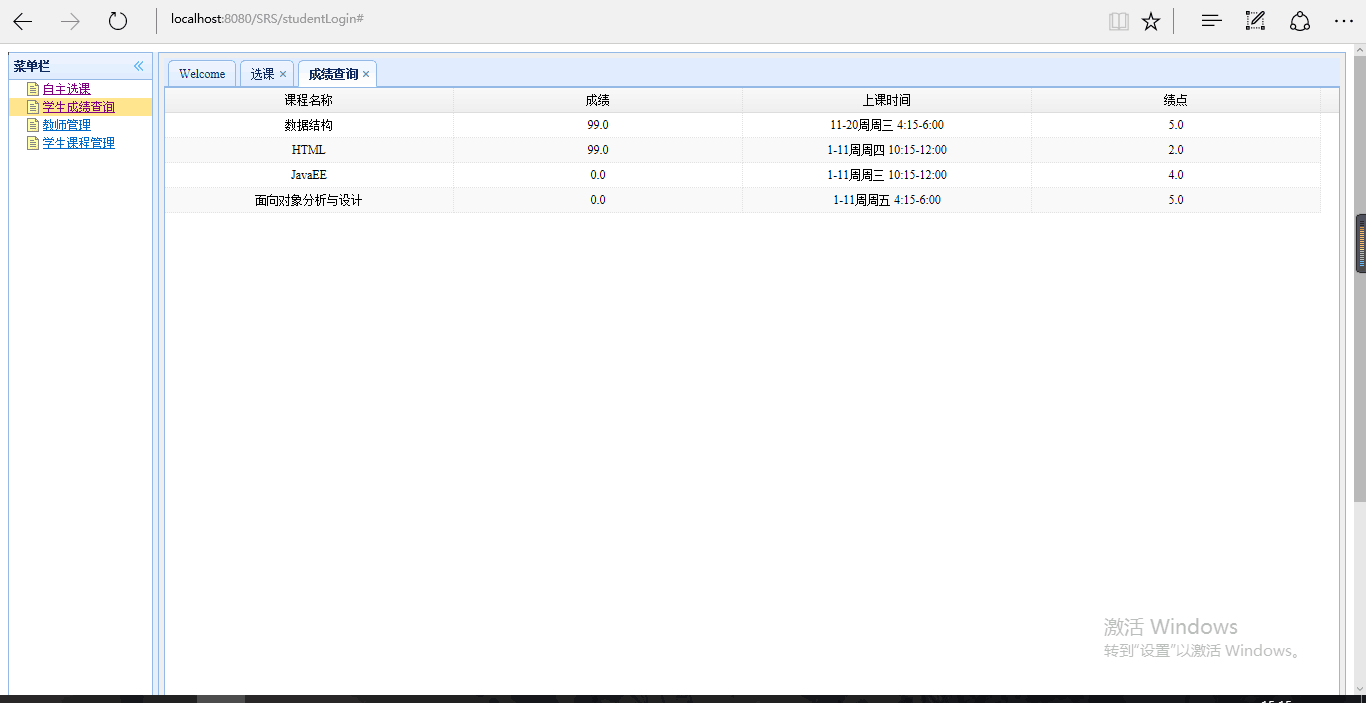 localhost:8080/SRS/studentLogin#
菜单栏
自主选课
学生成绩查询
教师管理
学生课程管理
Welcome 选课 成绩查询
课程名称 成绩 上课时间 绩点
数据结构 99.0 11-20周周三 4:15-6:00 5.0
HTML 99.0 1-11周周四 10:15-12:00 2.0
JavaEE 0.0 1-11周周三 10:15-12:00 4.0
面向对象分析与设计 0.0 1-11周周五 4:15-6:00 5.0
激活 Windows
转到"设置"以激活 Windows。